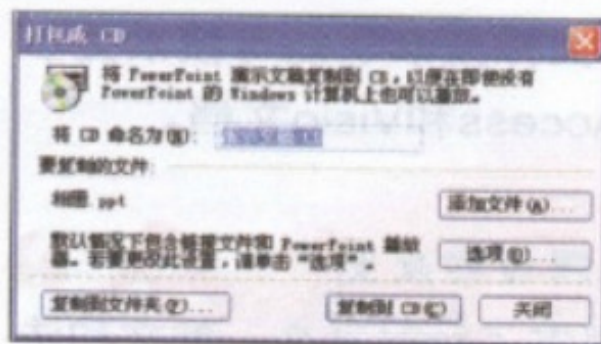 打包成 CD
将 PowerPoint 演示文稿复制到 CD，以便在即使没有
PowerPoint 的 Windows 计算机上也可以播放。
将 CD 命名为(N):
要复制的文件:
相册.ppt
添加文件(A)...
默认情况下包含链接文件和 PowerPoint 播放
器。若要更改此设置，请单击“选项”。
选项(O)...
复制到文件夹(F)...
复制到 CD(C)
关闭